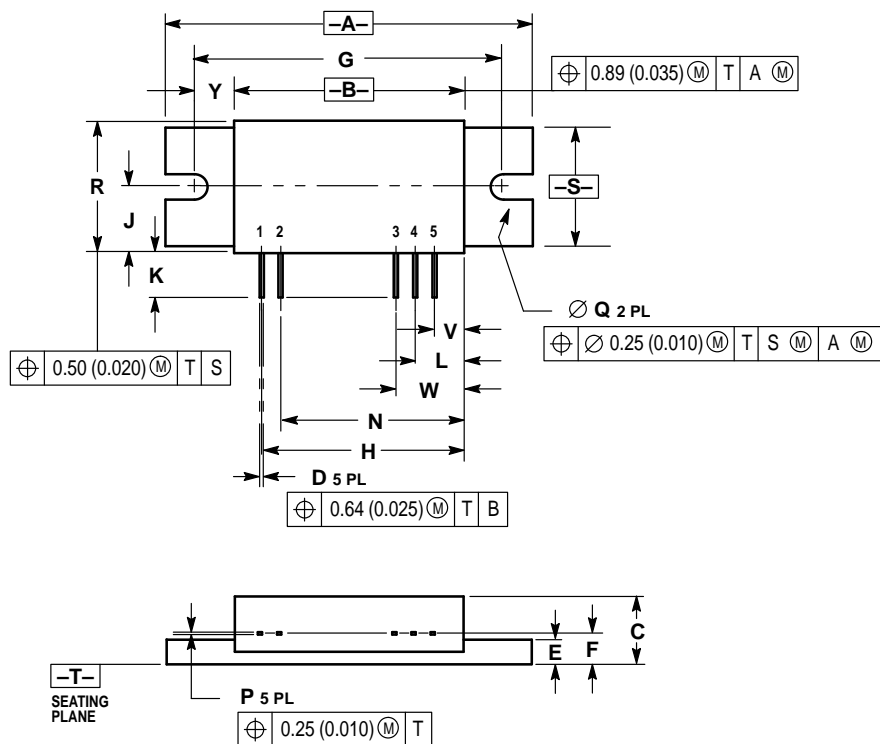 –A–
G
Y
–B–
⌖ 0.89 (0.035) Ⓜ T A Ⓜ
R
–S–
J
1 2 3 4 5
K
∅ Q 2 PL
V
⌖ ∅ 0.25 (0.010) Ⓜ T S Ⓜ A Ⓜ
L
⌖ 0.50 (0.020) Ⓜ T S
W
N
H
D 5 PL
⌖ 0.64 (0.025) Ⓜ T B
C
E
F
–T–
SEATING
PLANE
P 5 PL
⌖ 0.25 (0.010) Ⓜ T